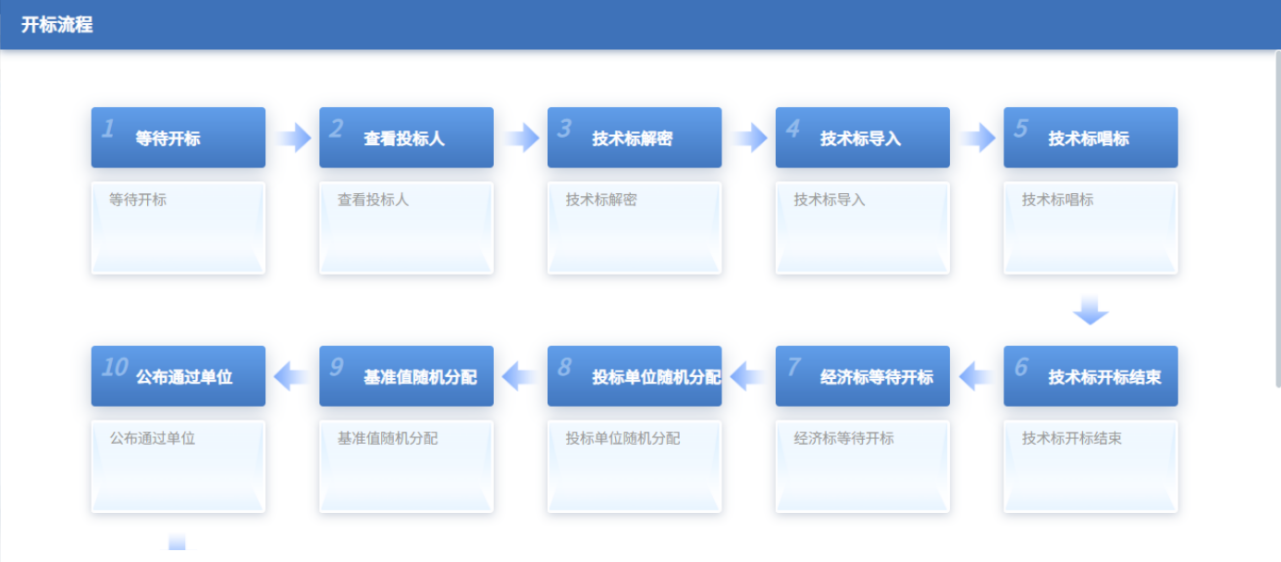 开标流程
1 等待开标
等待开标
2 查看投标人
查看投标人
3 技术标解密
技术标解密
4 技术标导入
技术标导入
5 技术标唱标
技术标唱标
6 技术标开标结束
技术标开标结束
7 经济标等待开标
经济标等待开标
8 投标单位随机分配
投标单位随机分配
9 基准值随机分配
基准值随机分配
10 公布通过单位
公布通过单位